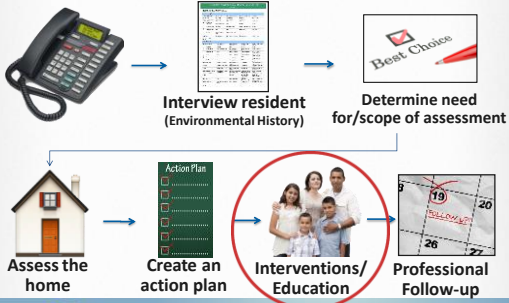 Interview resident
(Environmental History)
Best Choice
Determine need
for/scope of assessment
Assess the
home
Action Plan
Create an
action plan
Interventions/
Education
19
20
FOLLOW UP!
26
27
Professional
Follow-up